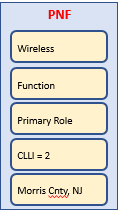 PNF
Wireless
Function
Primary Role
CLLI = 2
Morris Cnty, NJ